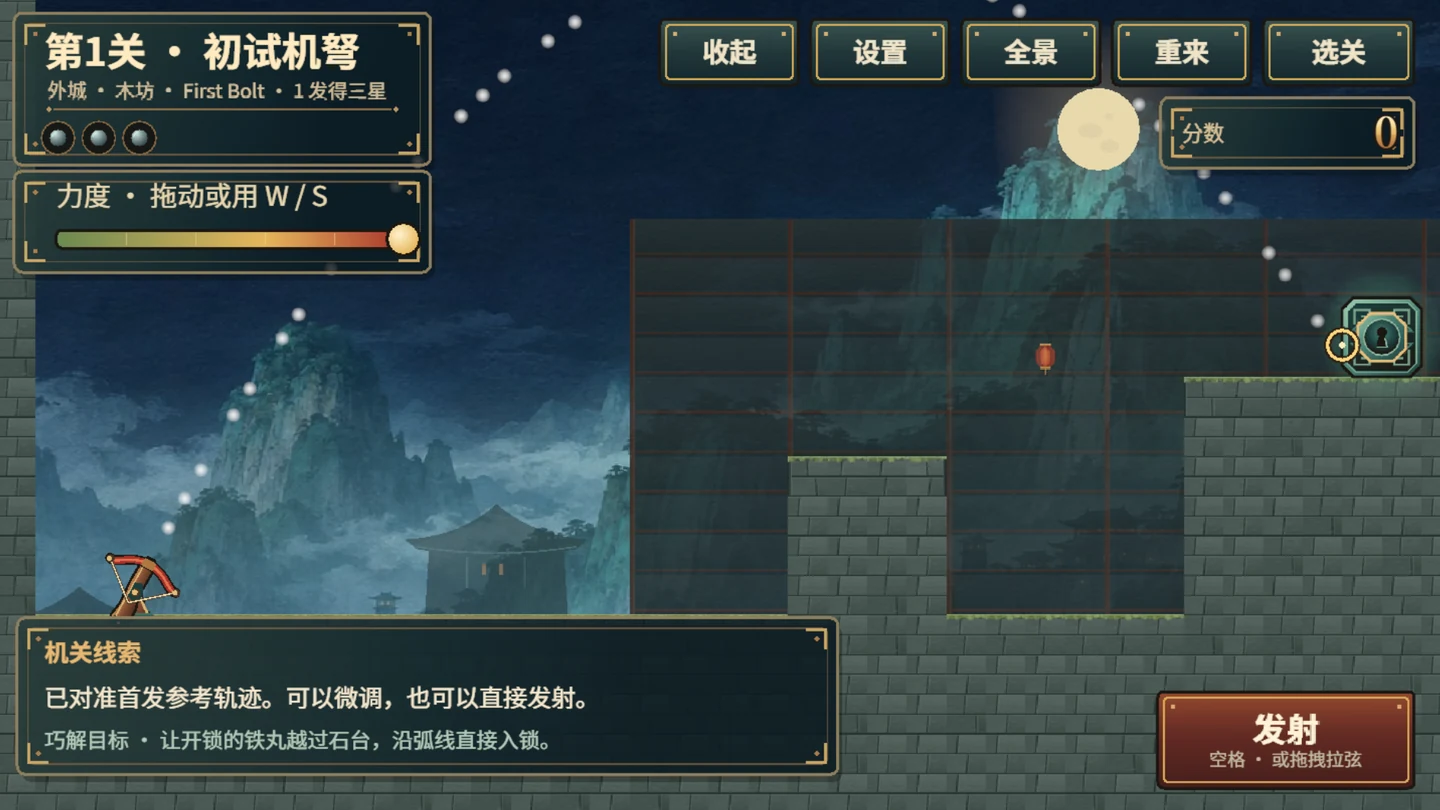 第1关 · 初试机弩
外城 · 木坊 · First Bolt · 1 发得三星
力度 · 拖动或用 W / S
收起
设置
全景
重来
选关
分数
0
机关线索
已对准首发参考轨迹。可以微调，也可以直接发射。
巧解目标 · 让开锁的铁丸越过石台，沿弧线直接入锁。
发射
空格 · 或拖拽拉弦